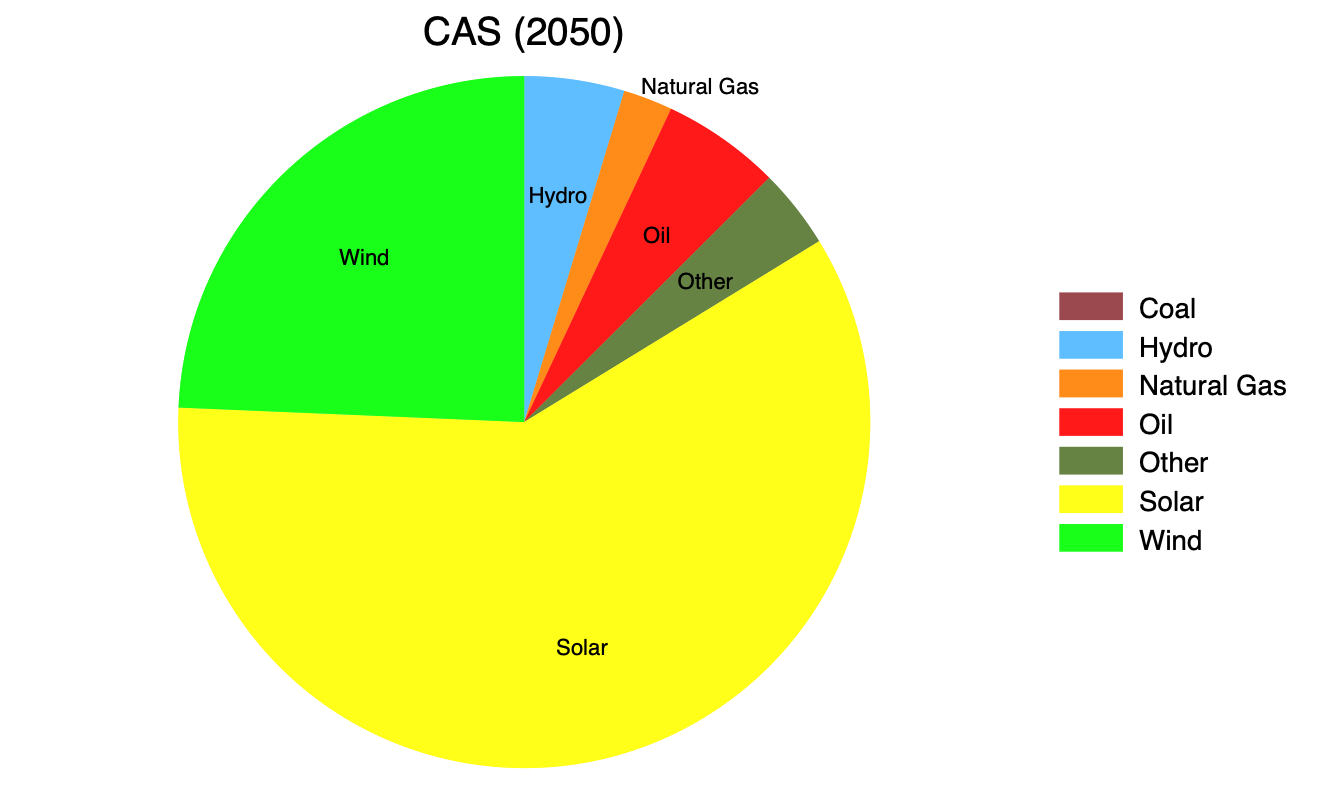 CAS (2050)
Natural Gas
Hydro
Oil
Wind
Other
Solar
Coal
Hydro
Natural Gas
Oil
Other
Solar
Wind